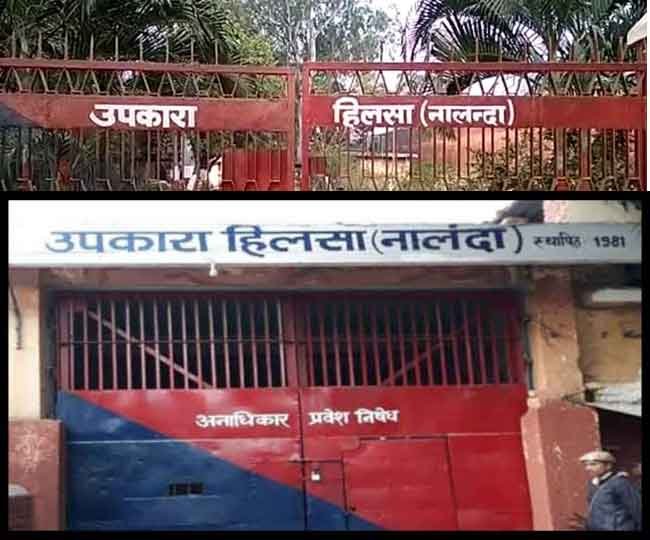 उपकारा हिलसा (नालन्दा)
उपकारा हिलसा (नालंदा) स्थापित 1981
अनाधिकार प्रवेश निषेध